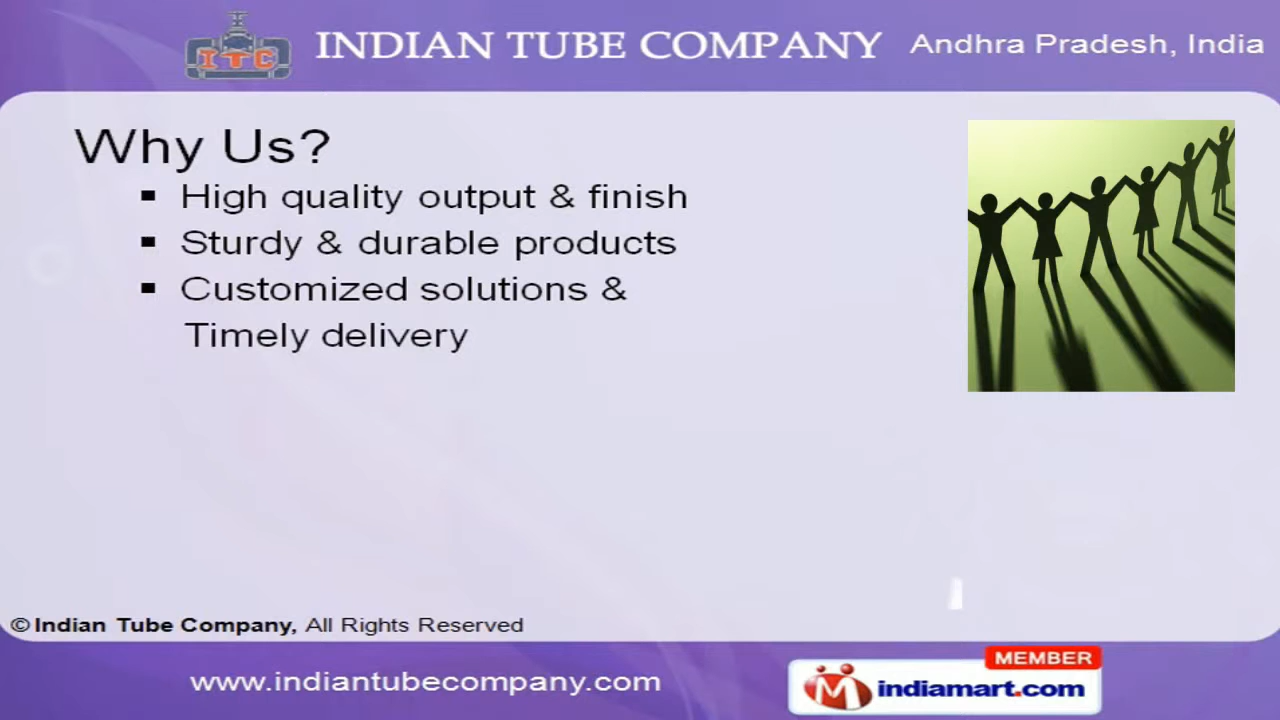 ITC
INDIAN TUBE COMPANY
Andhra Pradesh, India
Why Us?
▪ High quality output & finish
▪ Sturdy & durable products
▪ Customized solutions &
Timely delivery
© Indian Tube Company, All Rights Reserved
www.indiantubecompany.com
MEMBER
indiamart.com